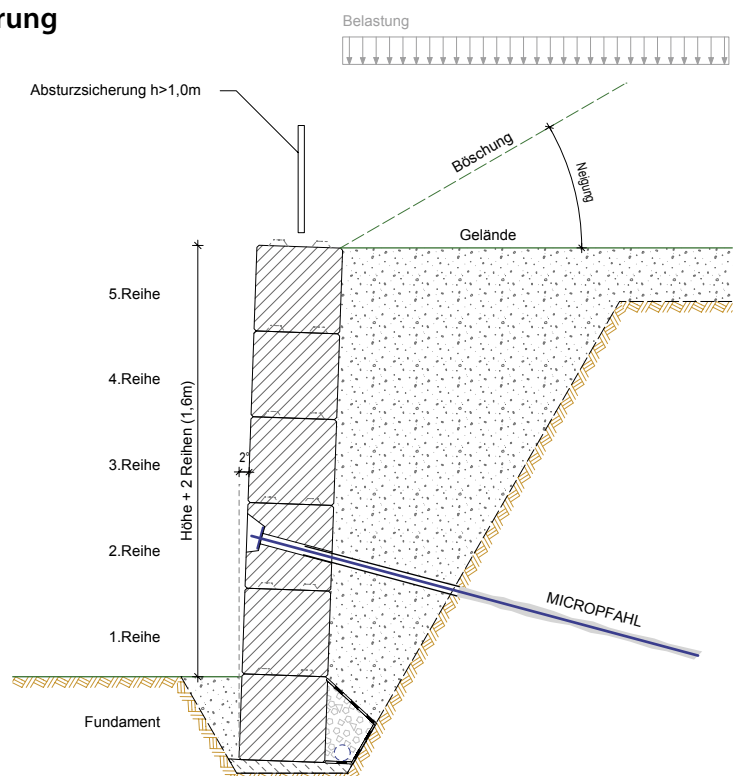 rung
Belastung
Absturzsicherung h>1,0m
Böschung
Neigung
Gelände
5.Reihe
4.Reihe
3.Reihe
2.Reihe
1.Reihe
Fundament
Höhe + 2 Reihen (1,6m)
2°
MICROPFAHL